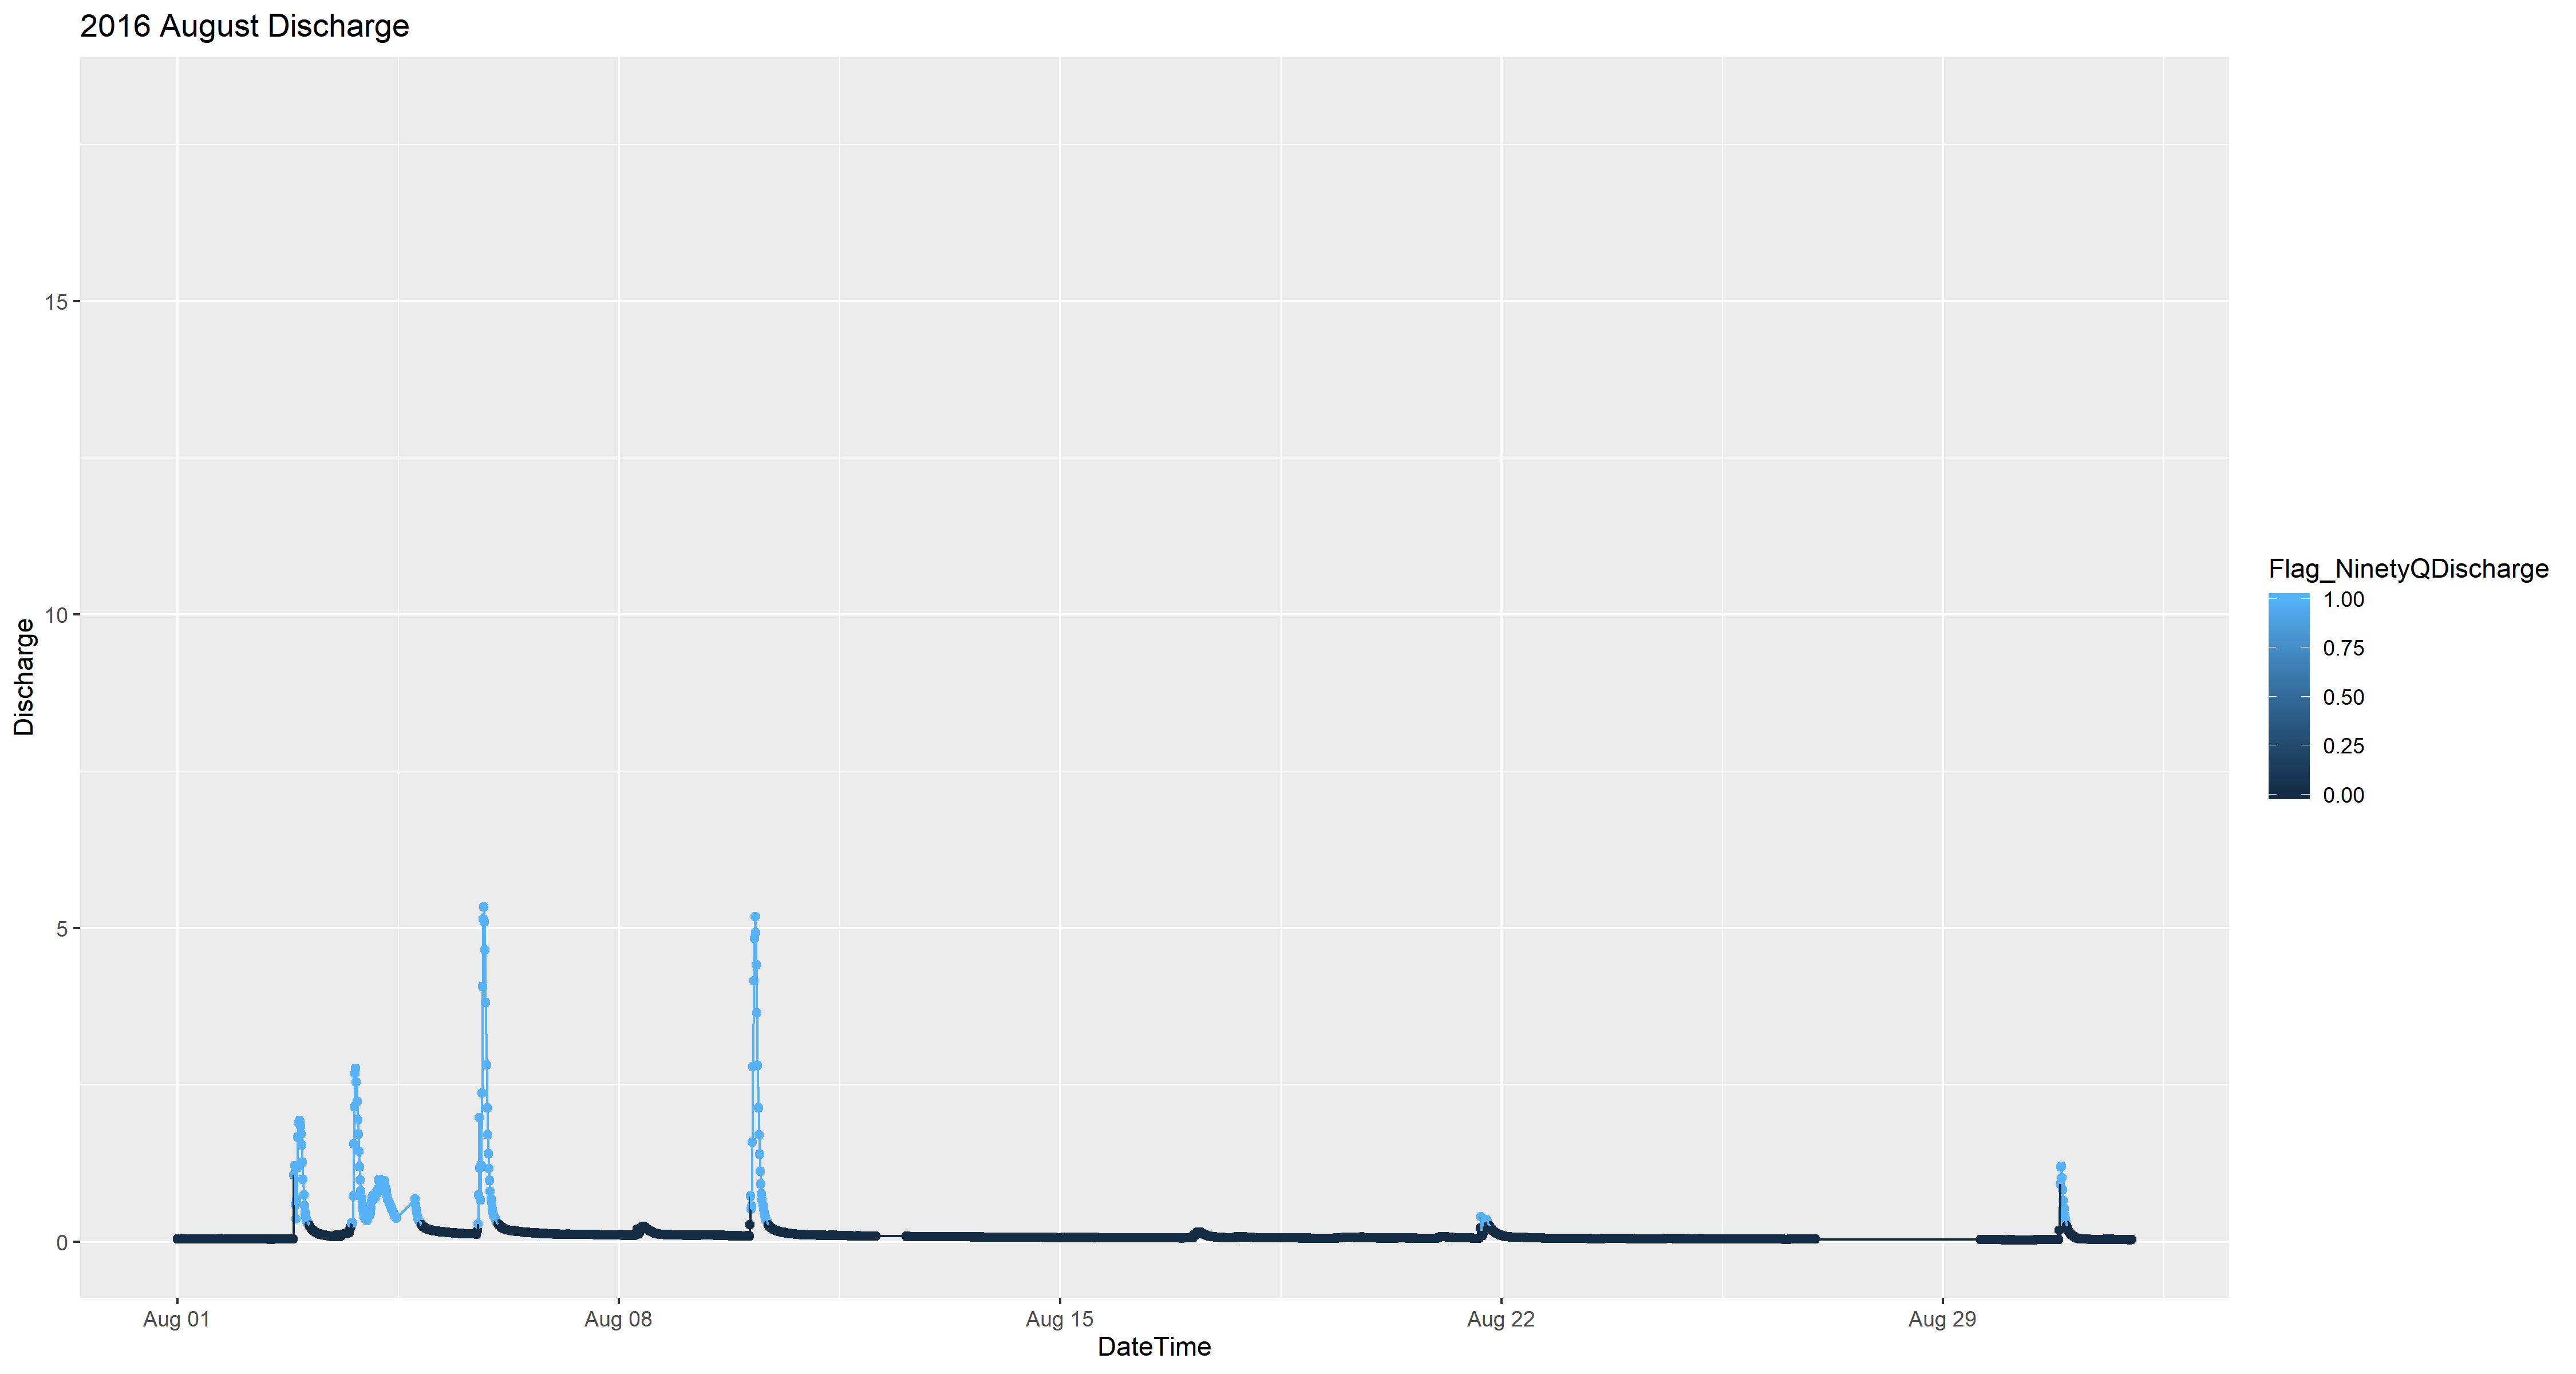 2016 August Discharge
15
10
5
0
Discharge
Aug 01
Aug 08
Aug 15
Aug 22
Aug 29
DateTime
Flag_NinetyQDischarge
1.00
0.75
0.50
0.25
0.00